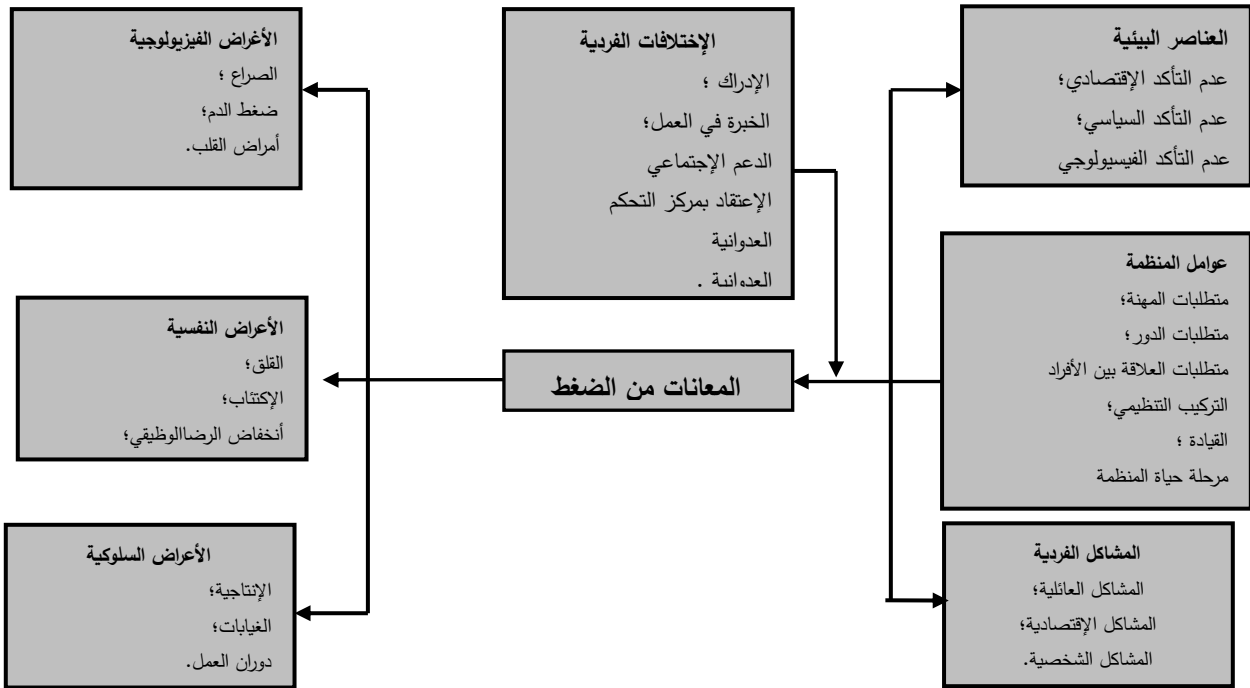 العناصر البيئية
عدم التأكد الإقتصادي؛
عدم التأكد السياسي؛
عدم التأكد الفيسيولوجي
عوامل المنظمة
متطلبات المهنة؛
متطلبات الدور؛
متطلبات العلاقة بين الأفراد
التركيب التنظيمي؛
القيادة ؛
مرحلة حياة المنظمة
المشاكل الفردية
المشاكل العائلية؛
المشاكل الإقتصادية؛
المشاكل الشخصية.
الإختلافات الفردية
الإدراك ؛
الخبرة في العمل؛
الدعم الإجتماعي
الإعتقاد بمركز التحكم
العدوانية
العدوانية .
المعانات من الضغط
الأغراض الفيزيولوجية
الصراع ؛
ضغط الدم؛
أمراض القلب.
الأعراض النفسية
القلق؛
الإكتئاب؛
أنخفاض الرضاالوظيقي؛
الأعراض السلوكية
الإنتاجية؛
الغيابات؛
دوران العمل.